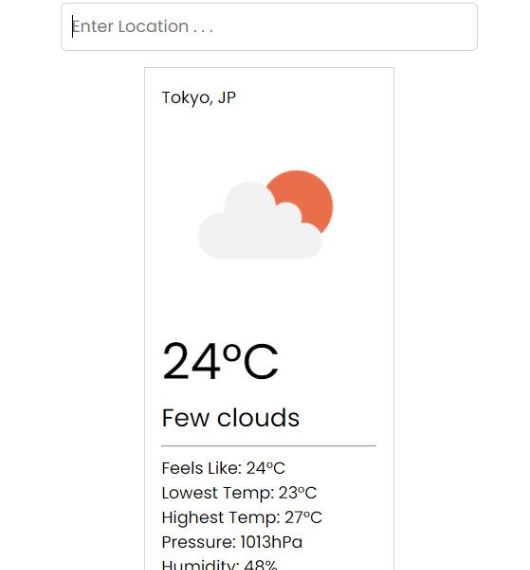 Enter Location . . .
Tokyo, JP
24°C
Few clouds
Feels Like: 24°C
Lowest Temp: 23°C
Highest Temp: 27°C
Pressure: 1013hPa
Humidity: 48%